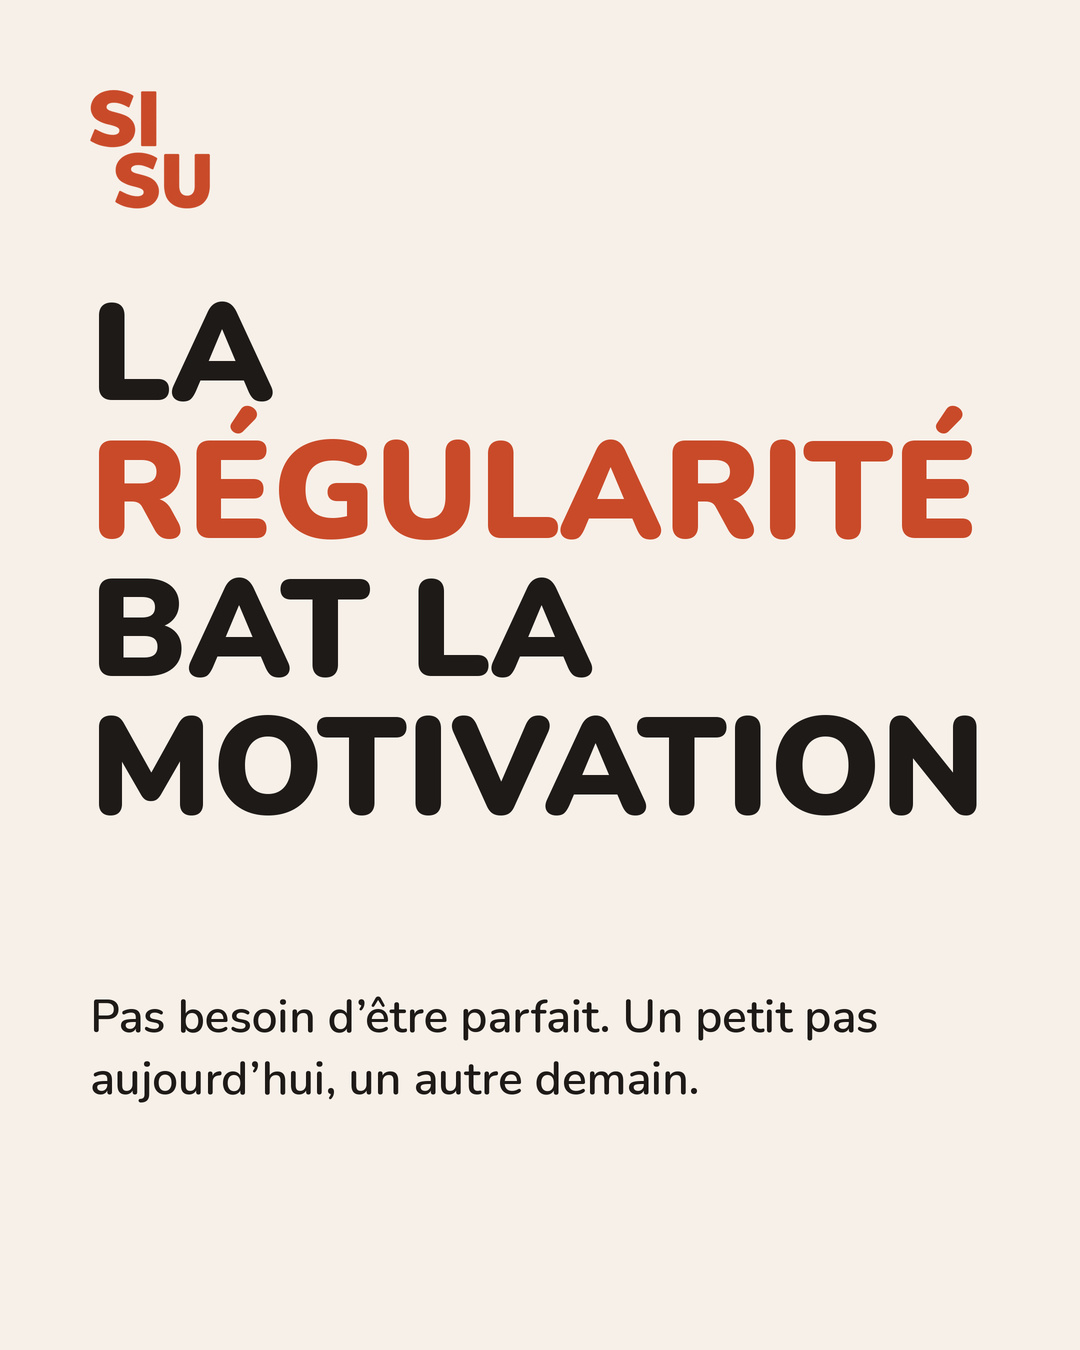 SI
SU
LA
RÉGULARITÉ
BAT LA
MOTIVATION
Pas besoin d’être parfait. Un petit pas
aujourd’hui, un autre demain.